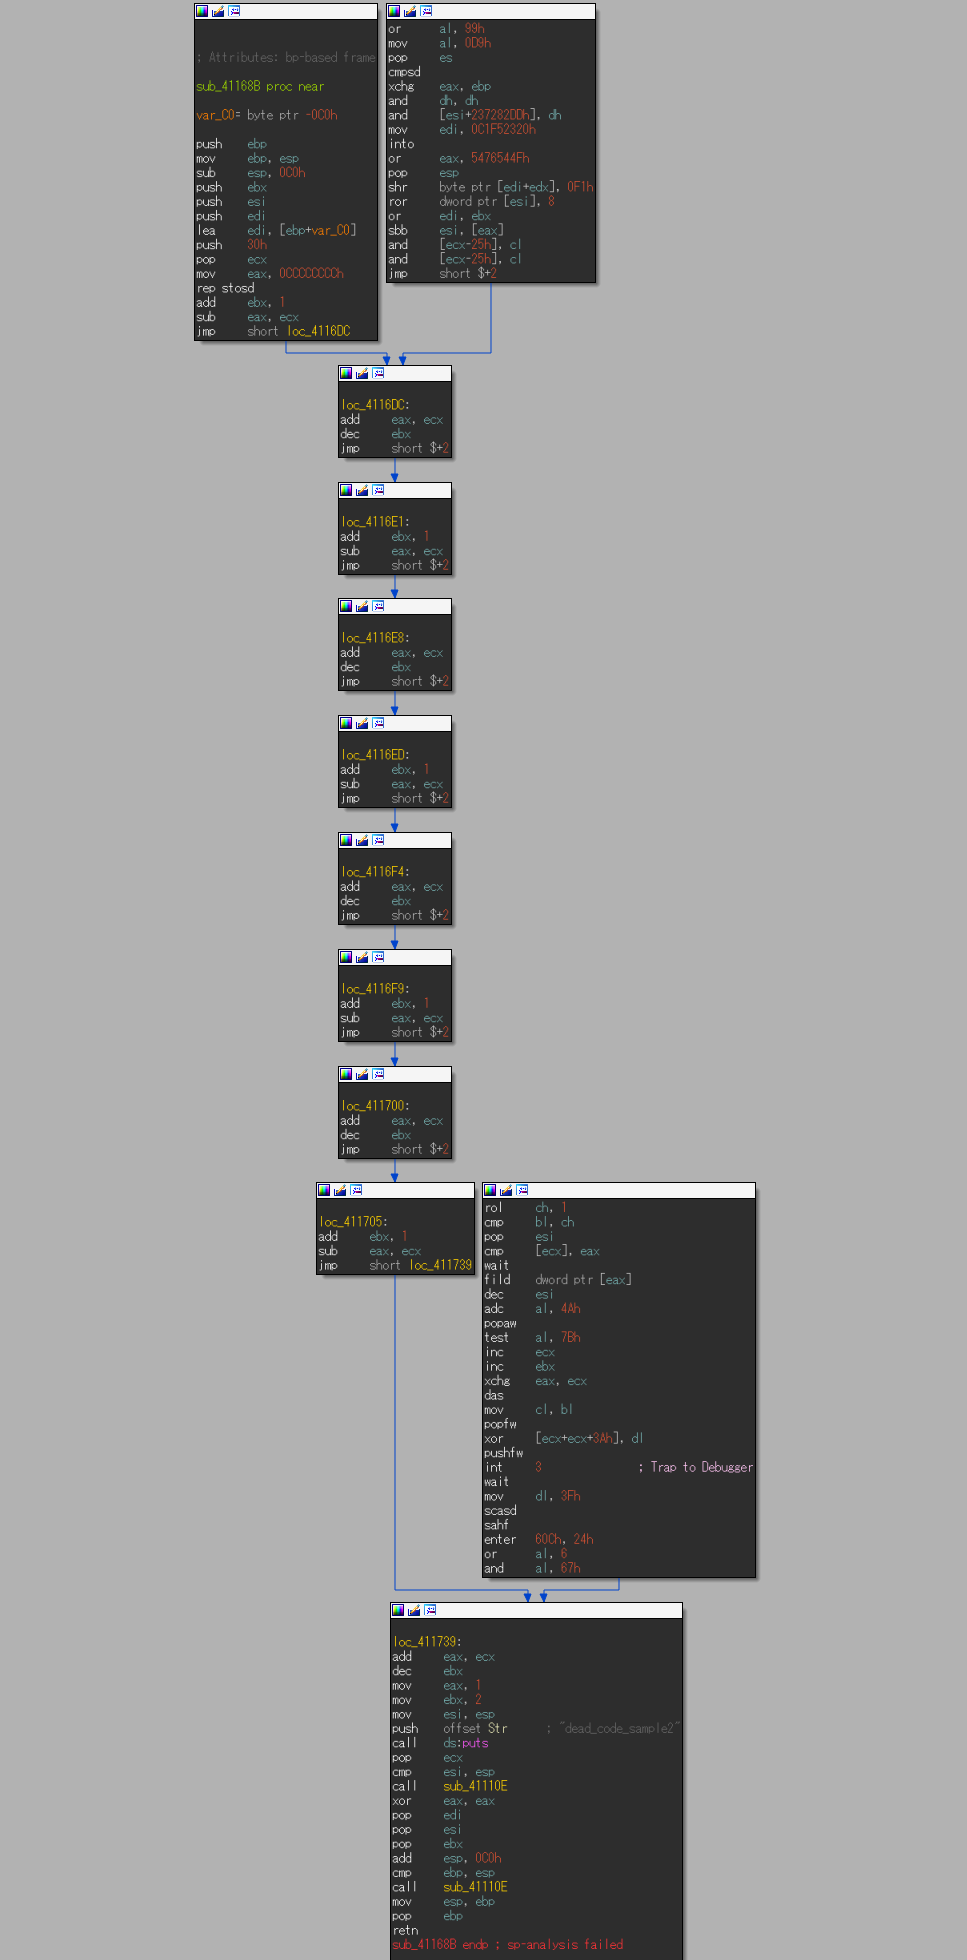 ; Attributes: bp-based frame
sub_41168B proc near
var_C0= byte ptr -0C0h
push ebp
mov ebp, esp
sub esp, 0C0h
push ebx
push esi
push edi
lea edi, [ebp+var_C0]
push 30h
pop ecx
mov eax, 0CCCCCCCCh
rep stosd
add ebx, 1
sub eax, ecx
jmp short loc_4116DC
or al, 99h
mov al, 0D9h
pop es
cmpsd
xchg eax, ebp
and dh, dh
and [esi+237282DDh], dh
mov edi, 0C1F52320h
into
or eax, 5476544Fh
pop esp
shr byte ptr [edi+edx], 0F1h
ror dword ptr [esi], 8
or edi, ebx
sbb esi, [eax]
and [ecx-25h], cl
and [ecx-25h], cl
jmp short $+2
loc_4116DC:
add eax, ecx
dec ebx
jmp short $+2
loc_4116E1:
add ebx, 1
sub eax, ecx
jmp short $+2
loc_4116E8:
add eax, ecx
dec ebx
jmp short $+2
loc_4116ED:
add ebx, 1
sub eax, ecx
jmp short $+2
loc_4116F4:
add eax, ecx
dec ebx
jmp short $+2
loc_4116F9:
add ebx, 1
sub eax, ecx
jmp short $+2
loc_411700:
add eax, ecx
dec ebx
jmp short $+2
loc_411705:
add ebx, 1
sub eax, ecx
jmp short loc_411739
rol ch, 1
cmp bl, ch
pop esi
cmp [ecx], eax
wait
fild dword ptr [eax]
dec esi
adc al, 4Ah
popaw
test al, 7Bh
inc ecx
inc ebx
xchg eax, ecx
das
mov cl, bl
popfw
xor [ecx+ecx+3Ah], dl
pushfw
int 3 ; Trap to Debugger
wait
mov dl, 3Fh
scasd
sahf
enter 60Ch, 24h
or al, 6
and al, 67h
loc_411739:
add eax, ecx
dec ebx
mov eax, 1
mov ebx, 2
mov esi, esp
push offset Str ; "dead_code_sample2"
call ds:puts
pop ecx
cmp esi, esp
call sub_41110E
xor eax, eax
pop edi
pop esi
pop ebx
add esp, 0C0h
cmp ebp, esp
call sub_41110E
mov esp, ebp
pop ebp
retn
sub_41168B endp ; sp-analysis failed